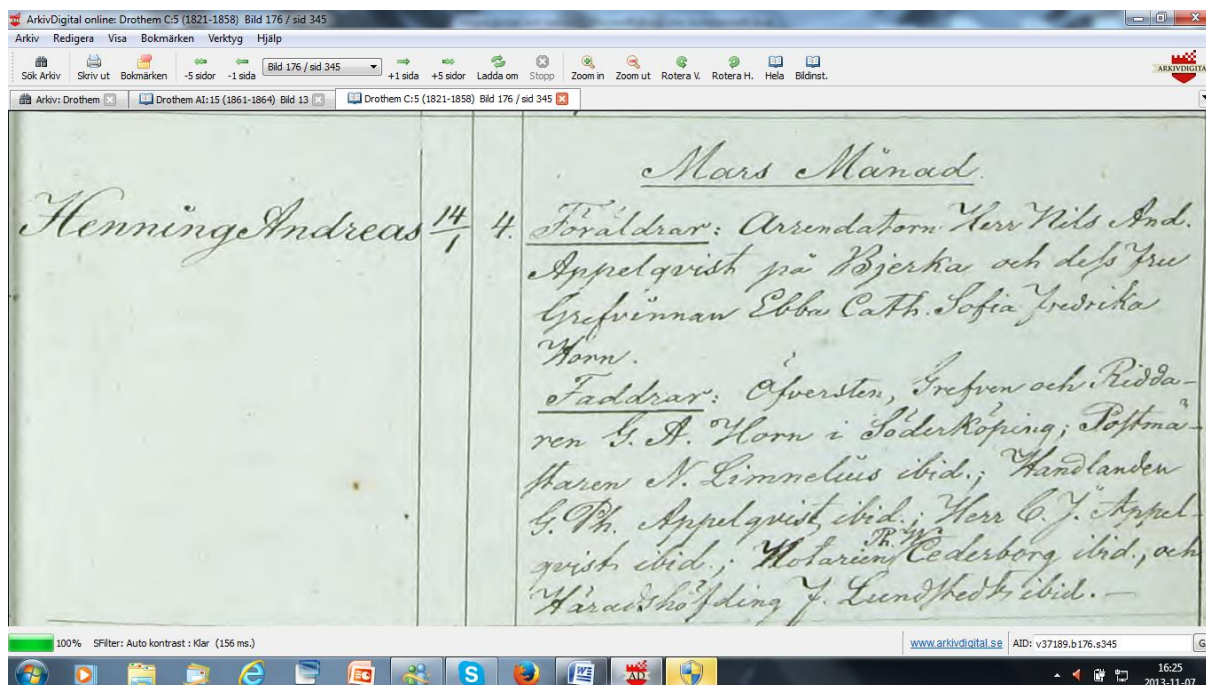 ArkivDigital online: Drothem C:5 (1821-1858) Bild 176 / sid 345
Arkiv Redigera Visa Bokmärken Verktyg Hjälp
Bild 176 / sid 345
Sök Arkiv Skriv ut Bokmärken -5 sidor -1 sida +1 sida +5 sidor Ladda om Stopp Zoom in Zoom ut Rotera V. Rotera H. Hela Bildinst.
ARKIVDIGITA
Arkiv: Drothem Drothem AI:15 (1861-1864) Bild 13 Drothem C:5 (1821-1858) Bild 176 / sid 345
Mars Månad.
Henning Andreas 14/1 4. Föräldrar: Arrendatorn Herr Nils And.
Appelqvist på Bjerka och dess Fru
Grefvinnan Ebba Cath. Sofia Fredrika
Horn.
Faddrar: Öfversten, Grefven och Ridda-
ren G. A. Horn i Söderköping; Postmä-
staren N. Limnelius ibid.; Handlanden
G. Ph. Appelqvist ibid.; Herr C. J. Appel-
qvist ibid.; Notarien Th. Cederborg ibid., och
Häradshöfding J. Lundstedt ibid. —
100% SFilter: Auto kontrast : Klar (156 ms.)
www.arkivdigital.se AID: v37189.b176.s345 G
16:25
2013-11-07